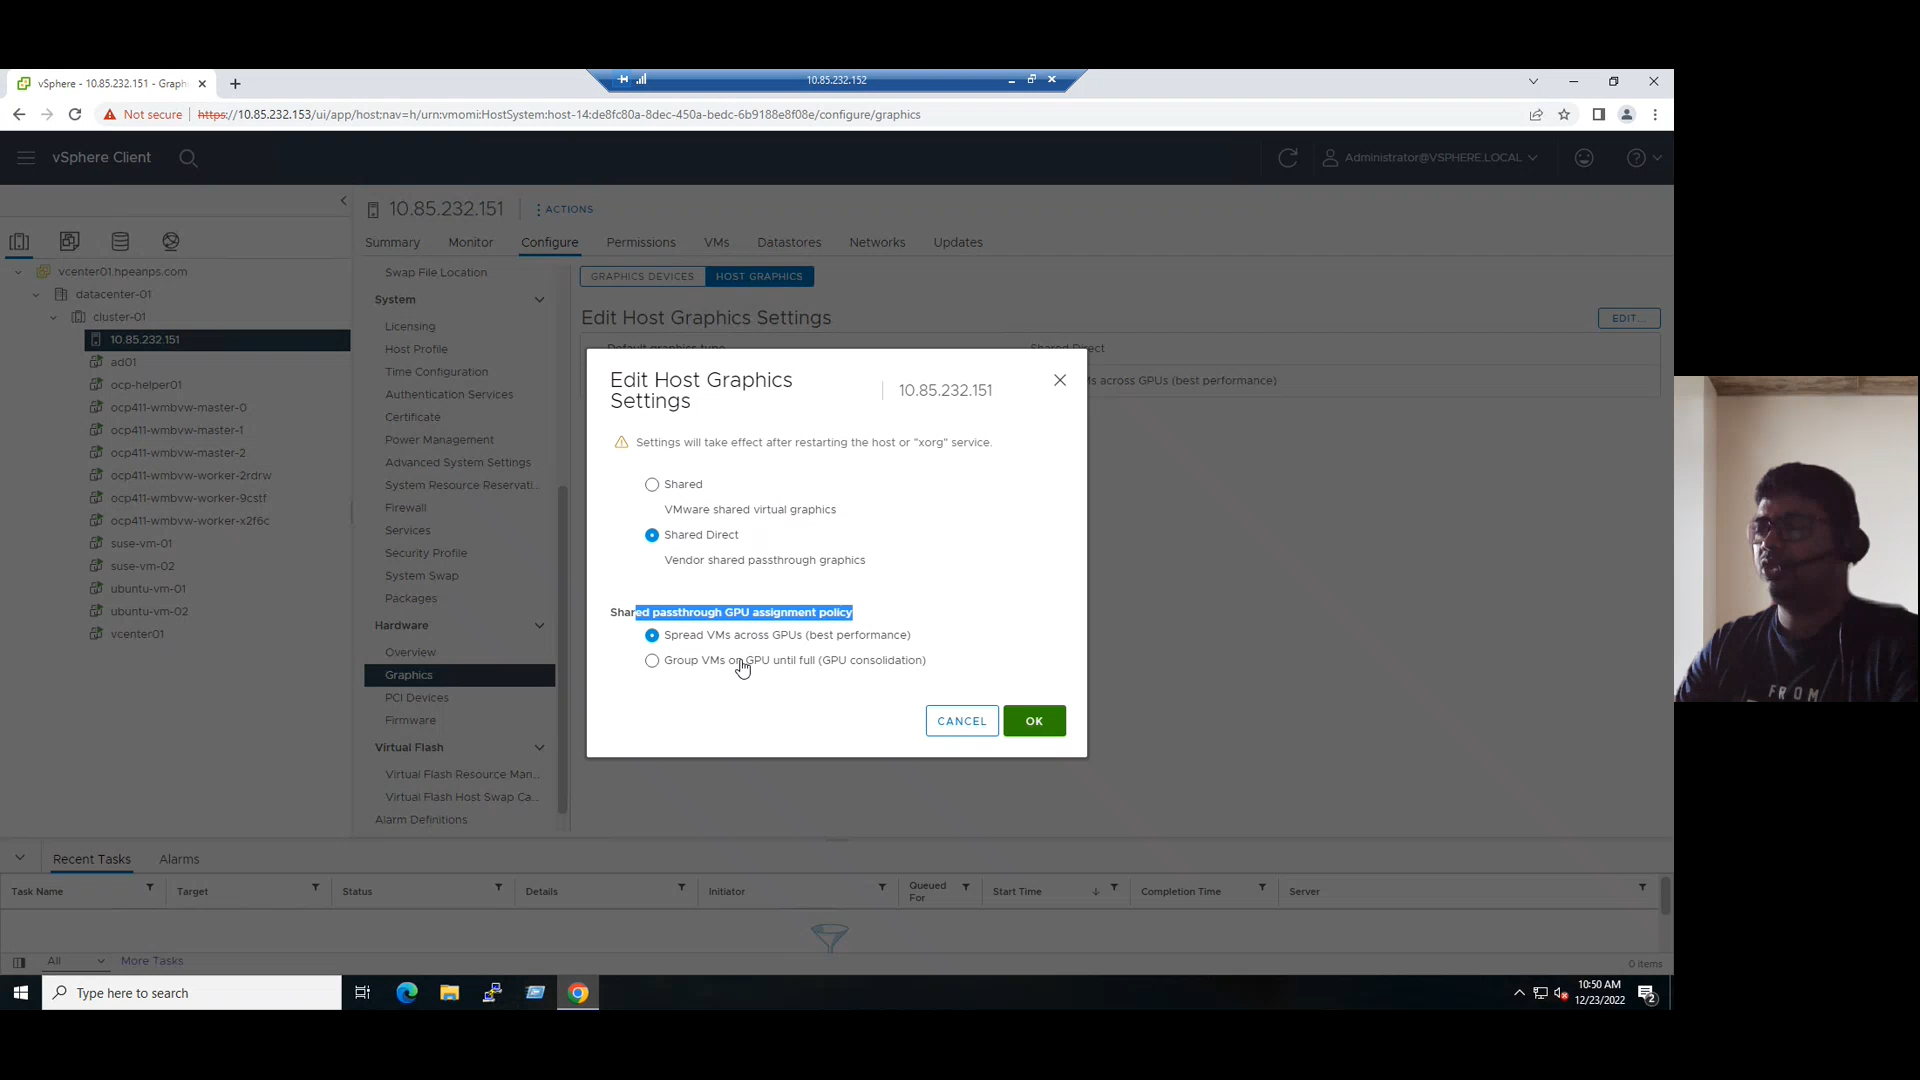 vSphere - 10.85.232.151 - Graph
10.85.232.152
Not secure
https://10.85.232.153/ui/app/host:nav=h/urn:vmomi:HostSystem:host-14:de8fc80a-8dec-450a-bedc-6b9188e8f08e/configure/graphics
vSphere Client
Administrator@VSPHERE.LOCAL
10.85.232.151
ACTIONS
Summary
Monitor
Configure
Permissions
VMs
Datastores
Networks
Updates
vcenter01.hpeanps.com
datacenter-01
cluster-01
10.85.232.151
ad01
ocp-helper01
ocp411-wmbvw-master-0
ocp411-wmbvw-master-1
ocp411-wmbvw-master-2
ocp411-wmbvw-worker-2rdrw
ocp411-wmbvw-worker-9cstf
ocp411-wmbvw-worker-x2f6c
suse-vm-01
suse-vm-02
ubuntu-vm-01
ubuntu-vm-02
vcenter01
Swap File Location
System
Licensing
Host Profile
Time Configuration
Authentication Services
Certificate
Power Management
Advanced System Settings
System Resource Reservati...
Firewall
Services
Security Profile
System Swap
Packages
Hardware
Overview
Graphics
PCI Devices
Firmware
Virtual Flash
Virtual Flash Resource Man...
Virtual Flash Host Swap Ca...
Alarm Definitions
GRAPHICS DEVICES
HOST GRAPHICS
Edit Host Graphics Settings
EDIT...
Default graphics type
Shared Direct
Ms across GPUs (best performance)
Edit Host Graphics
Settings
10.85.232.151
Settings will take effect after restarting the host or "xorg" service.
Shared
VMware shared virtual graphics
Shared Direct
Vendor shared passthrough graphics
Shared passthrough GPU assignment policy
Spread VMs across GPUs (best performance)
Group VMs on GPU until full (GPU consolidation)
CANCEL
OK
Recent Tasks
Alarms
Task Name
Target
Status
Details
Initiator
Queued
For
Start Time
Completion Time
Server
All
More Tasks
0 items
Type here to search
10:50 AM
12/23/2022
2
FROM